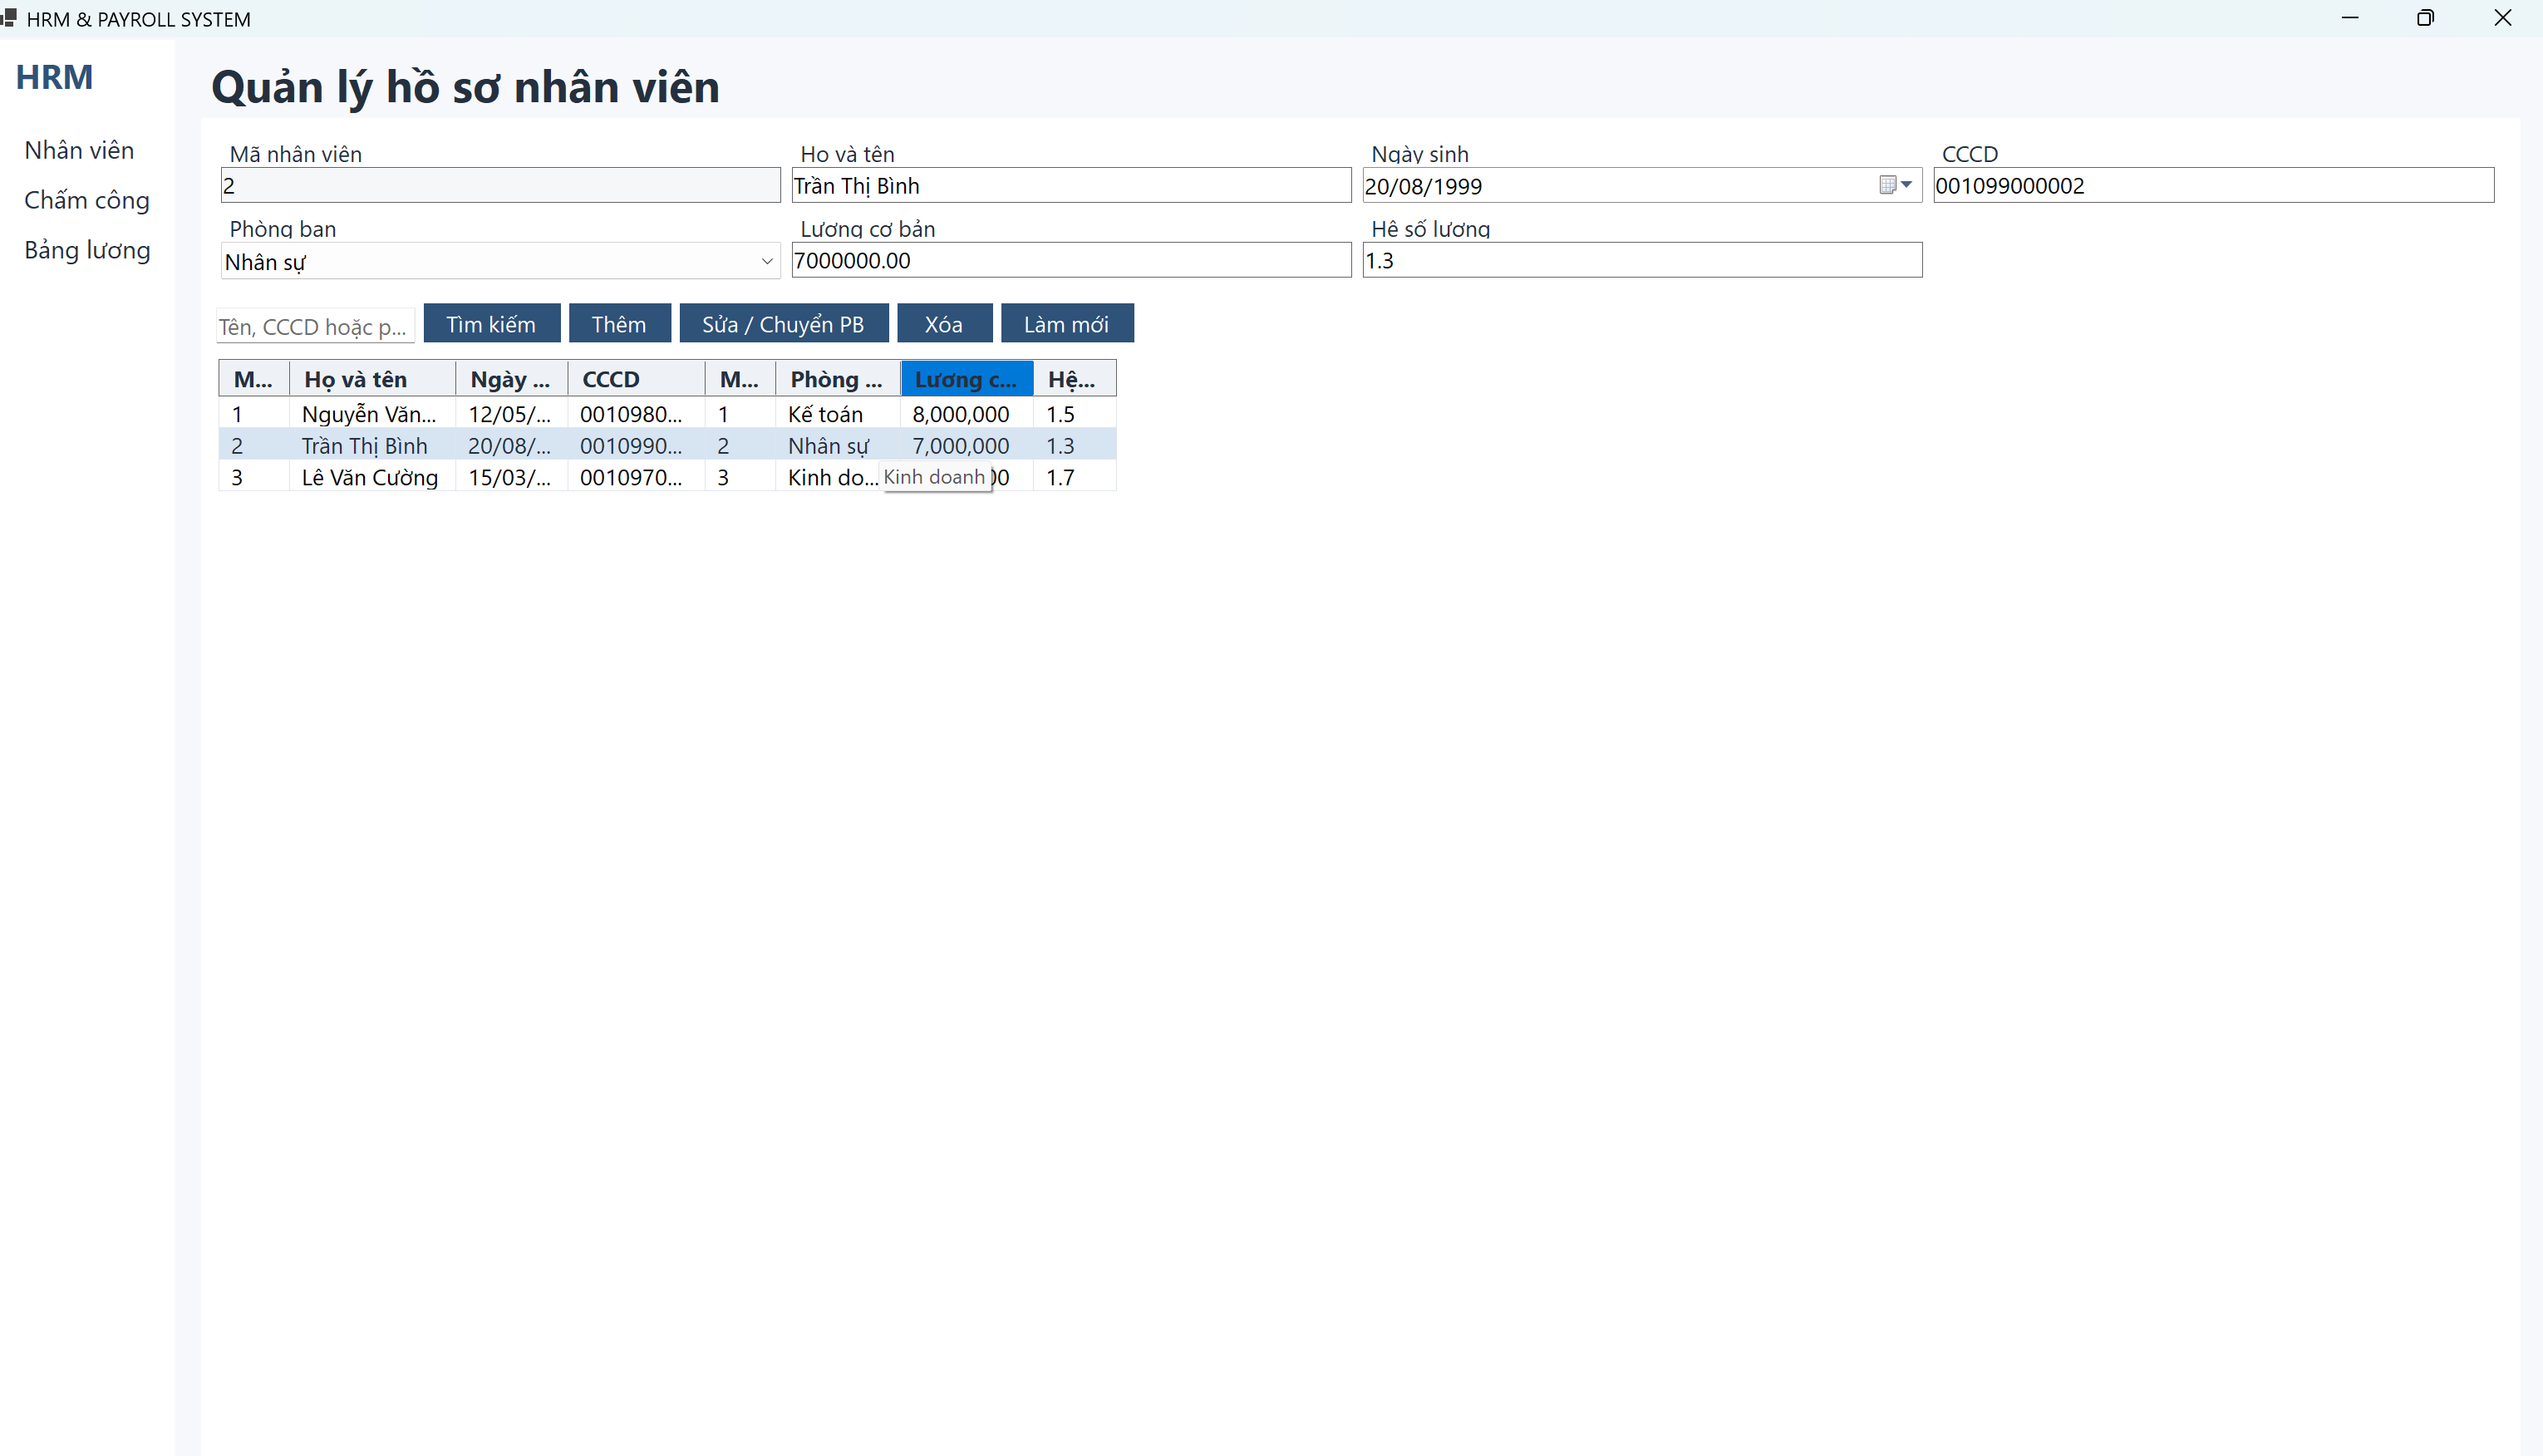 HRM & PAYROLL SYSTEM
HRM
Nhân viên
Chấm công
Bảng lương
Quản lý hồ sơ nhân viên
Mã nhân viên Họ và tên Ngày sinh CCCD
2 Trần Thị Bình 20/08/1999 001099000002
Phòng ban Lương cơ bản Hệ số lương
Nhân sự 7000000.00 1.3
Tên, CCCD hoặc p... Tìm kiếm Thêm Sửa / Chuyển PB Xóa Làm mới
M... Họ và tên Ngày ... CCCD M... Phòng ... Lương c... Hệ...
1 Nguyễn Văn... 12/05/... 0010980... 1 Kế toán 8,000,000 1.5
2 Trần Thị Bình 20/08/... 0010990... 2 Nhân sự 7,000,000 1.3
3 Lê Văn Cường 15/03/... 0010970... 3 Kinh do... Kinh doanh 1.7